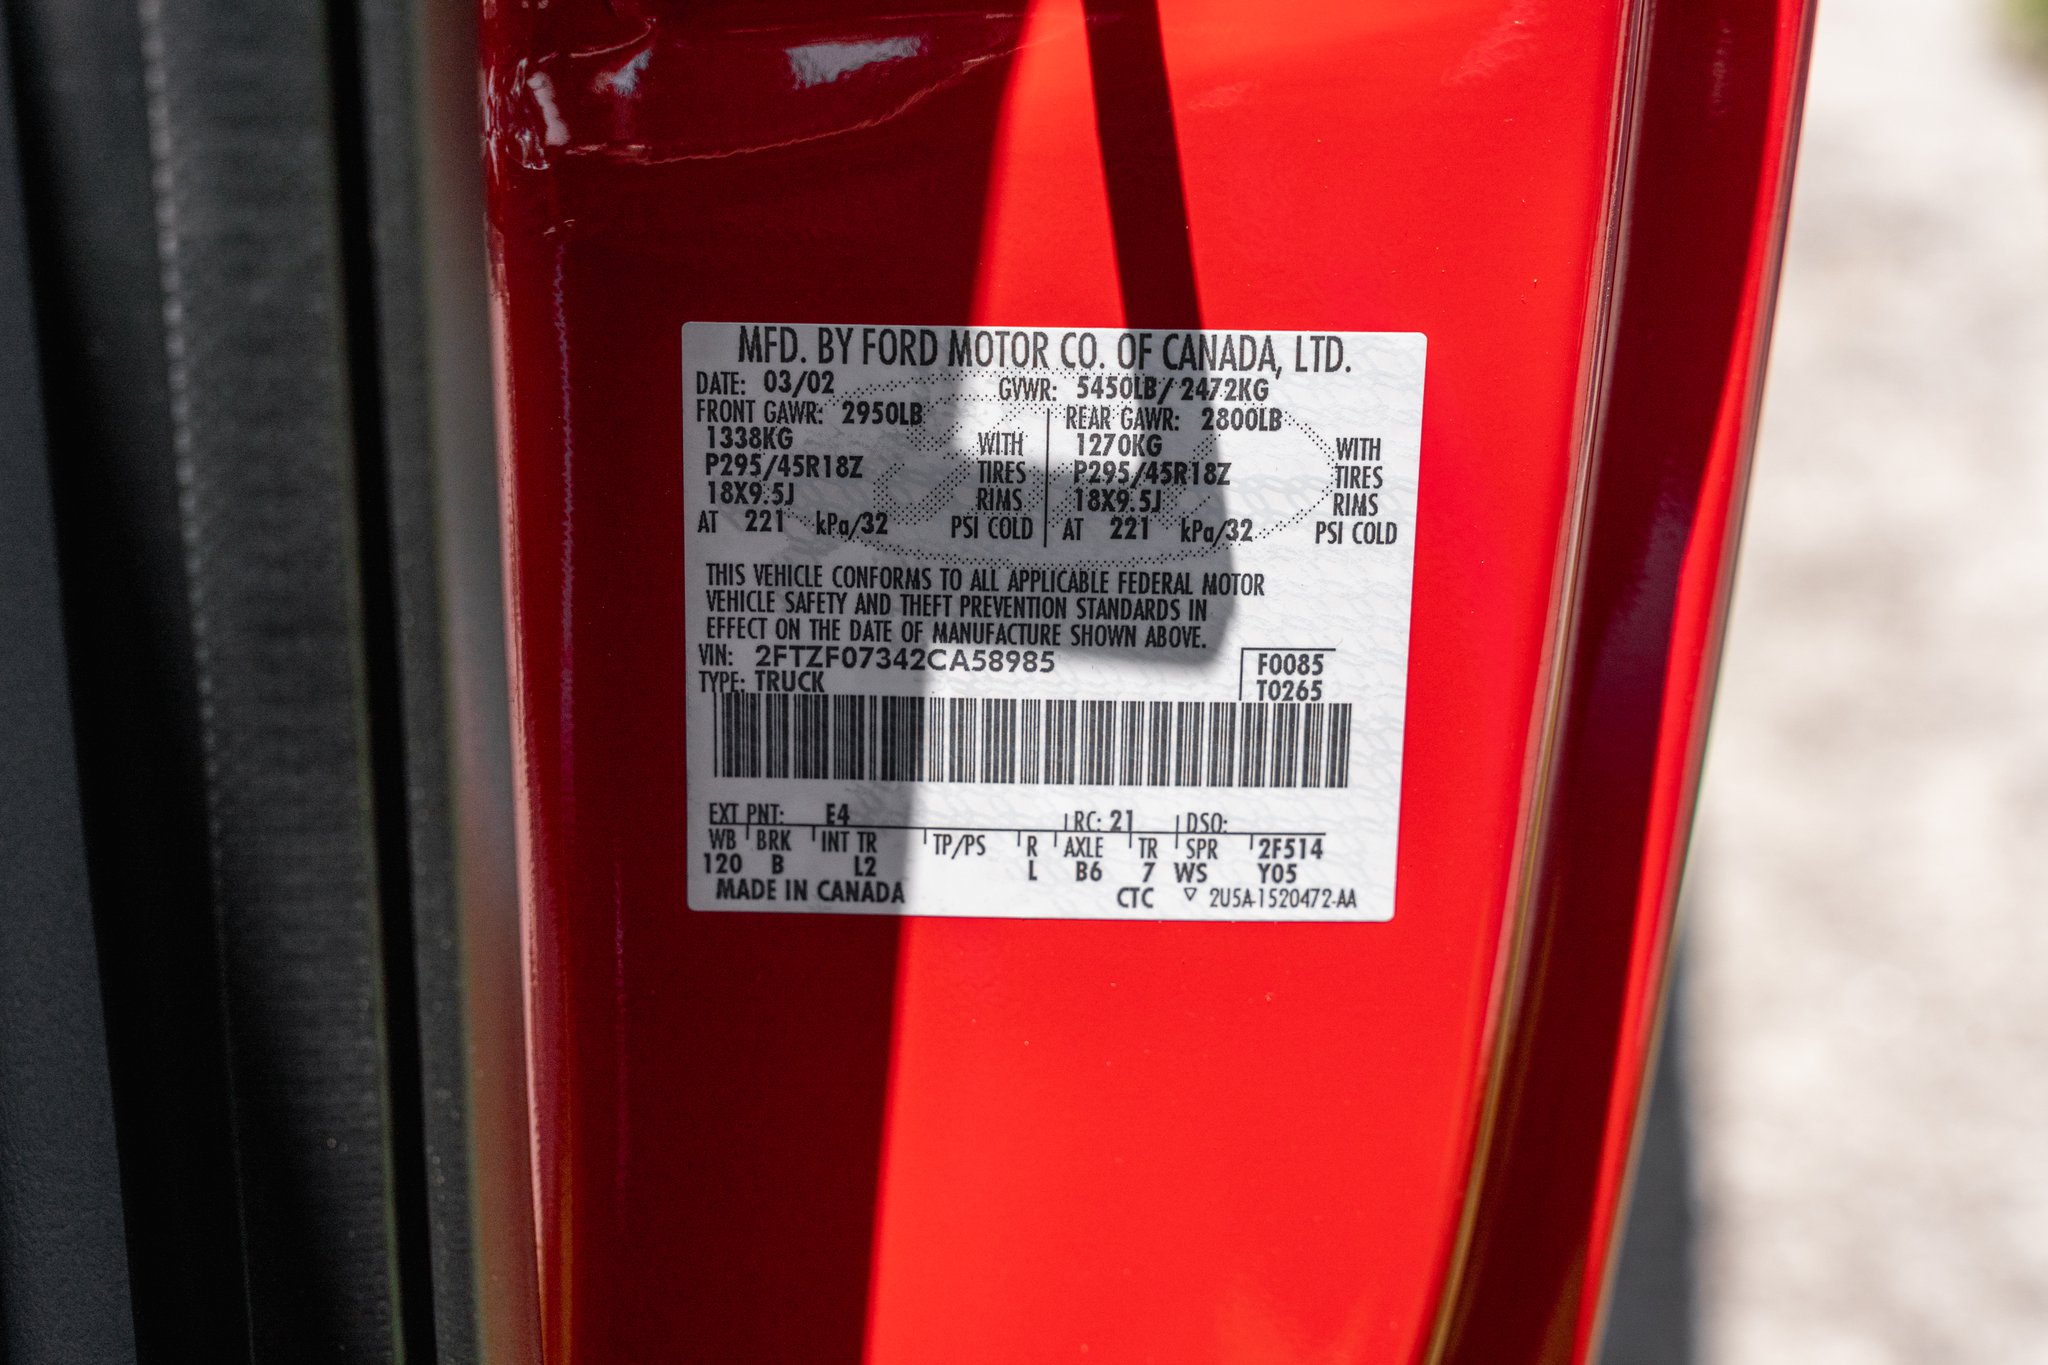 MFD. BY FORD MOTOR CO. OF CANADA, LTD.
DATE: 03/02 GVWR: 5450LB/ 2472KG
FRONT GAWR: 2950LB REAR GAWR: 2800LB
1338KG WITH 1270KG WITH
P295/45R18Z TIRES P295/45R18Z TIRES
18X9.5J RIMS 18X9.5J RIMS
AT 221 kPa/32 PSI COLD AT 221 kPa/32 PSI COLD
THIS VEHICLE CONFORMS TO ALL APPLICABLE FEDERAL MOTOR
VEHICLE SAFETY AND THEFT PREVENTION STANDARDS IN
EFFECT ON THE DATE OF MANUFACTURE SHOWN ABOVE.
VIN: 2FTZF07342CA58985 F0085
TYPE: TRUCK T0265
EXT PNT: E4 RC: 21 DSO:
WB BRK INT TR TP/PS R AXLE TR SPR 2F514
120 B L2 L B6 7 WS Y05
MADE IN CANADA CTC ▽ 2U5A-1520472-AA